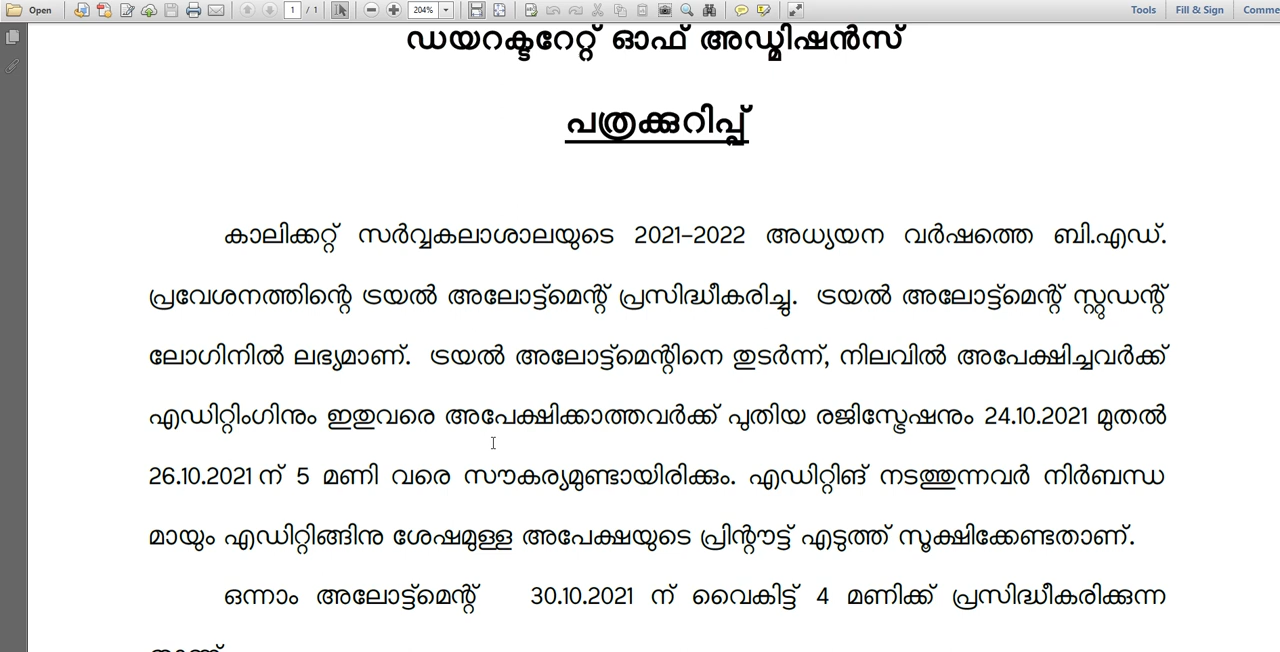 Open 1 / 1 204% Tools Fill & Sign Comme
ഡയറക്ടറേറ്റ് ഓഫ് അഡ്മിഷൻസ്
പത്രക്കുറിപ്പ്
കാലിക്കറ്റ് സർവ്വകലാശാലയുടെ 2021-2022 അധ്യയന വർഷത്തെ ബി.എഡ്.
പ്രവേശനത്തിന്റെ ട്രയൽ അലോട്ട്മെന്റ് പ്രസിദ്ധീകരിച്ചു. ട്രയൽ അലോട്ട്മെന്റ് സ്റ്റുഡന്റ്
ലോഗിനിൽ ലഭ്യമാണ്. ട്രയൽ അലോട്ട്മെന്റിനെ തുടർന്ന്, നിലവിൽ അപേക്ഷിച്ചവർക്ക്
എഡിറ്റിംഗിനും ഇതുവരെ അപേക്ഷിക്കാത്തവർക്ക് പുതിയ രജിസ്ട്രേഷനും 24.10.2021 മുതൽ
26.10.2021 ന് 5 മണി വരെ സൗകര്യമുണ്ടായിരിക്കും. എഡിറ്റിങ് നടത്തുന്നവർ നിർബന്ധ
മായും എഡിറ്റിങ്ങിനു ശേഷമുള്ള അപേക്ഷയുടെ പ്രിന്റൗട്ട് എടുത്ത് സൂക്ഷിക്കേണ്ടതാണ്.
ഒന്നാം അലോട്ട്മെന്റ് 30.10.2021 ന് വൈകിട്ട് 4 മണിക്ക് പ്രസിദ്ധീകരിക്കുന്ന